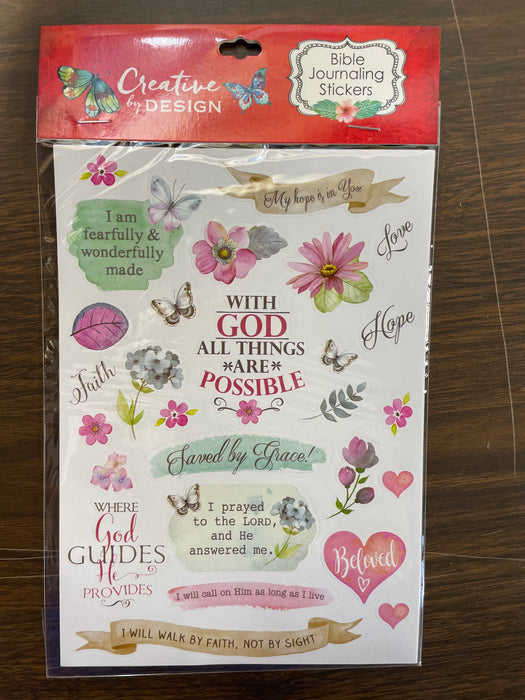 Creative
by DESIGN
Bible
Journaling
Stickers
My hope is in You
I am
fearfully &
wonderfully
made
Love
WITH
GOD
ALL THINGS
*ARE*
POSSIBLE
Hope
Faith
Saved by Grace!
WHERE
God
GUIDES
He
PROVIDES
I prayed
to the LORD,
and He
answered me.
Beloved
I will call on Him as long as I live
I WILL WALK BY FAITH, NOT BY SIGHT